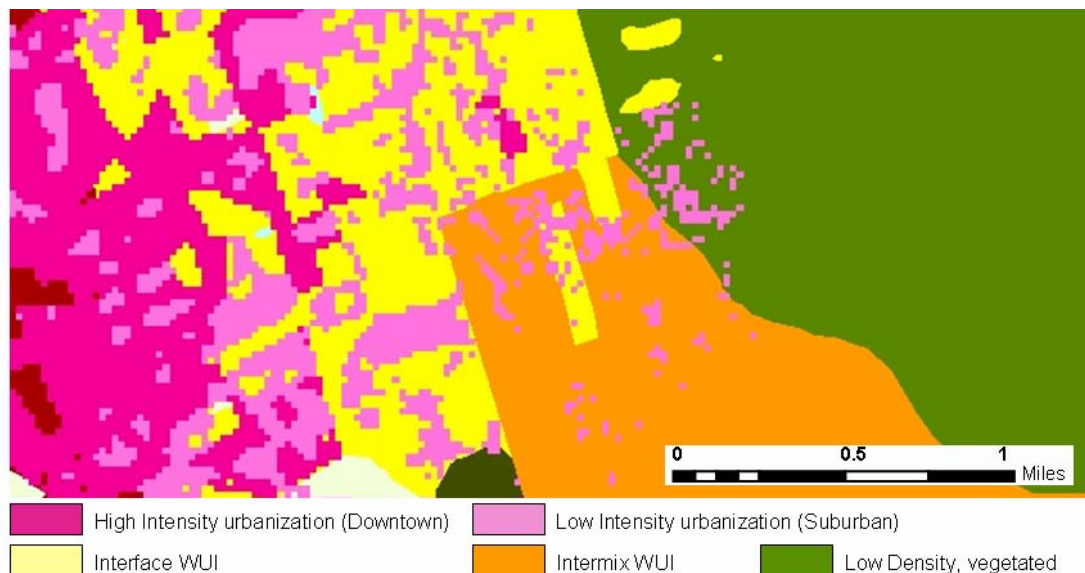 0 0.5 1
Miles
High Intensity urbanization (Downtown) Low Intensity urbanization (Suburban)
Interface WUI Intermix WUI Low Density, vegetated